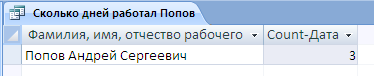 Сколько дней работал Попов
Фамилия, имя, отчество рабочего Count-Дата
Попов Андрей Сергеевич 3